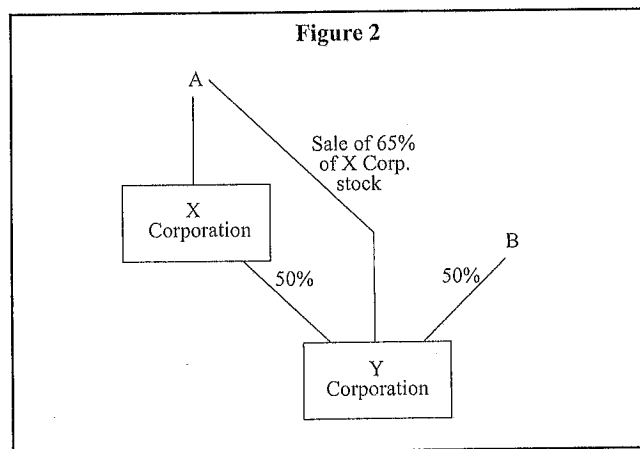 Figure 2
A
Sale of 65%
of X Corp.
stock
X
Corporation
B
50%
50%
Y
Corporation